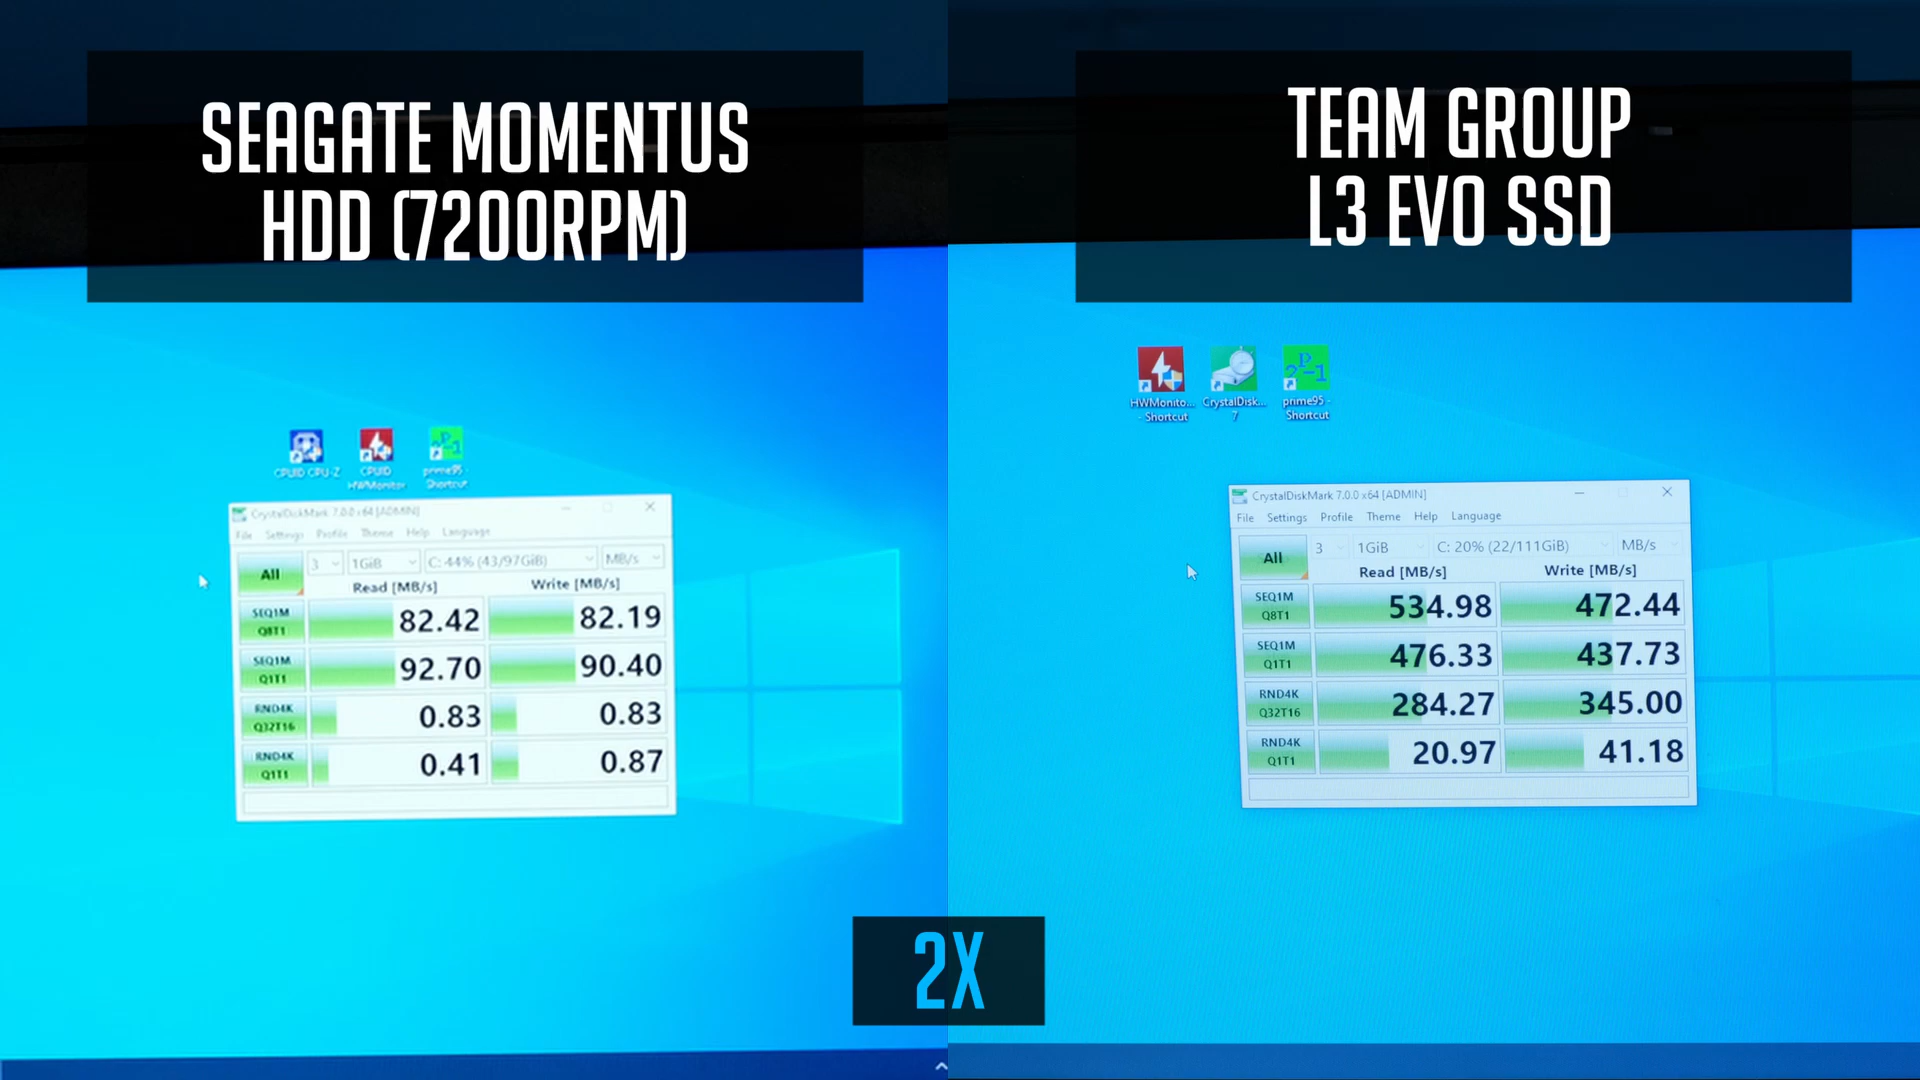 SEAGATE MOMENTUS
HDD (7200RPM)
TEAM GROUP
L3 EVO SSD
CPUID CPU-Z
CPUID
HWMonitor
prime95 -
Shortcut
CrystalDiskMark 7.0.0 x64 [ADMIN]
File Settings Profile Theme Help Language
All 3 1GiB C: 44% (43/97GiB) MB/s
Read [MB/s] Write [MB/s]
SEQ1M
Q8T1 82.42 82.19
SEQ1M
Q1T1 92.70 90.40
RND4K
Q32T16 0.83 0.83
RND4K
Q1T1 0.41 0.87
HWMonito...
- Shortcut
CrystalDisk...
7
prime95 -
Shortcut
CrystalDiskMark 7.0.0 x64 [ADMIN]
File Settings Profile Theme Help Language
All 3 1GiB C: 20% (22/111GiB) MB/s
Read [MB/s] Write [MB/s]
SEQ1M
Q8T1 534.98 472.44
SEQ1M
Q1T1 476.33 437.73
RND4K
Q32T16 284.27 345.00
RND4K
Q1T1 20.97 41.18
2X